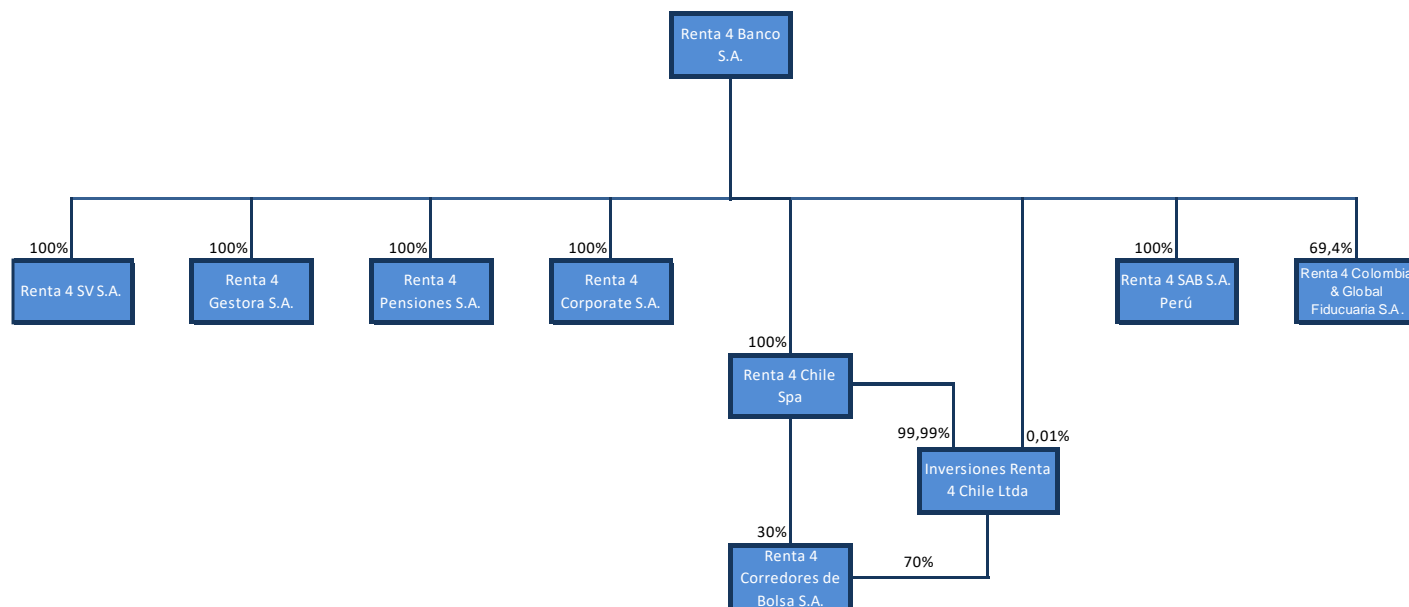 Renta 4 Banco
S.A.
100%
100%
100%
100%
100%
69,4%
Renta 4 SV S.A.
Renta 4
Gestora S.A.
Renta 4
Pensiones S.A.
Renta 4
Corporate S.A.
Renta 4 SAB S.A.
Perú
Renta 4 Colombia
& Global
Fiducuaria S.A.
100%
Renta 4 Chile
Spa
99,99%
0,01%
Inversiones Renta
4 Chile Ltda
30%
70%
Renta 4
Corredores de
Bolsa S.A.